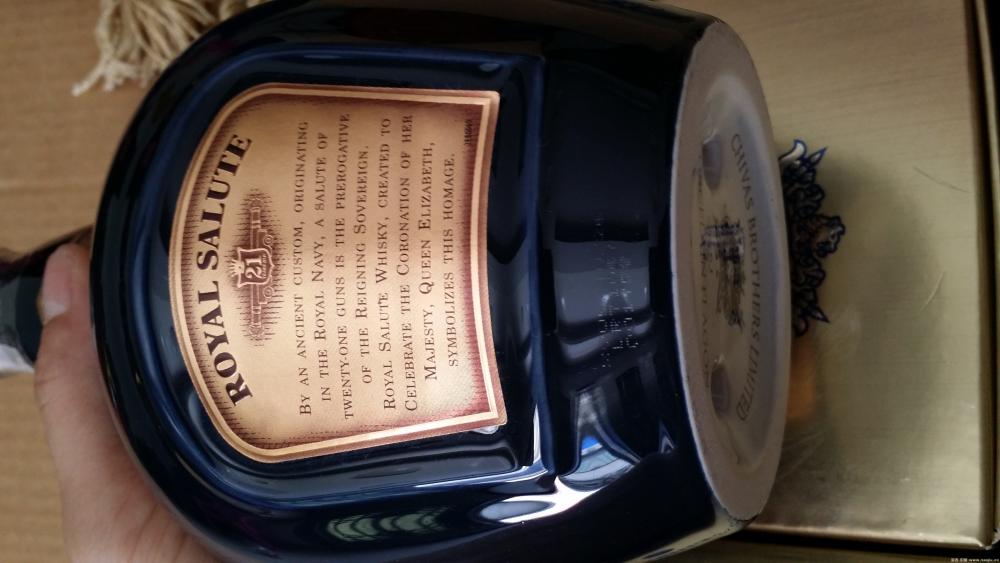 ROYAL SALUTE
21
BY AN ANCIENT CUSTOM, ORIGINATING
IN THE ROYAL NAVY, A SALUTE OF
TWENTY-ONE GUNS IS THE PREROGATIVE
OF THE REIGNING SOVEREIGN.
ROYAL SALUTE WHISKY, CREATED TO
CELEBRATE THE CORONATION OF HER
MAJESTY, QUEEN ELIZABETH,
SYMBOLIZES THIS HOMAGE.
CHIVAS BROTHERS LIMITED